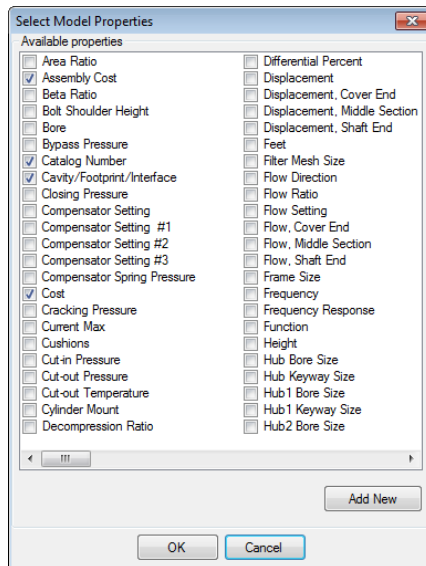 Select Model Properties
Available properties
Area Ratio
Assembly Cost
Beta Ratio
Bolt Shoulder Height
Bore
Bypass Pressure
Catalog Number
Cavity/Footprint/Interface
Closing Pressure
Compensator Setting
Compensator Setting  #1
Compensator Setting #2
Compensator Setting #3
Compensator Spring Pressure
Cost
Cracking Pressure
Current Max
Cushions
Cut-in Pressure
Cut-out Pressure
Cut-out Temperature
Cylinder Mount
Decompression Ratio
Differential Percent
Displacement
Displacement, Cover End
Displacement, Middle Section
Displacement, Shaft End
Feet
Filter Mesh Size
Flow Direction
Flow Ratio
Flow Setting
Flow, Cover End
Flow, Middle Section
Flow, Shaft End
Frame Size
Frequency
Frequency Response
Function
Height
Hub Bore Size
Hub Keyway Size
Hub1 Bore Size
Hub1 Keyway Size
Hub2 Bore Size
Add New
OK
Cancel